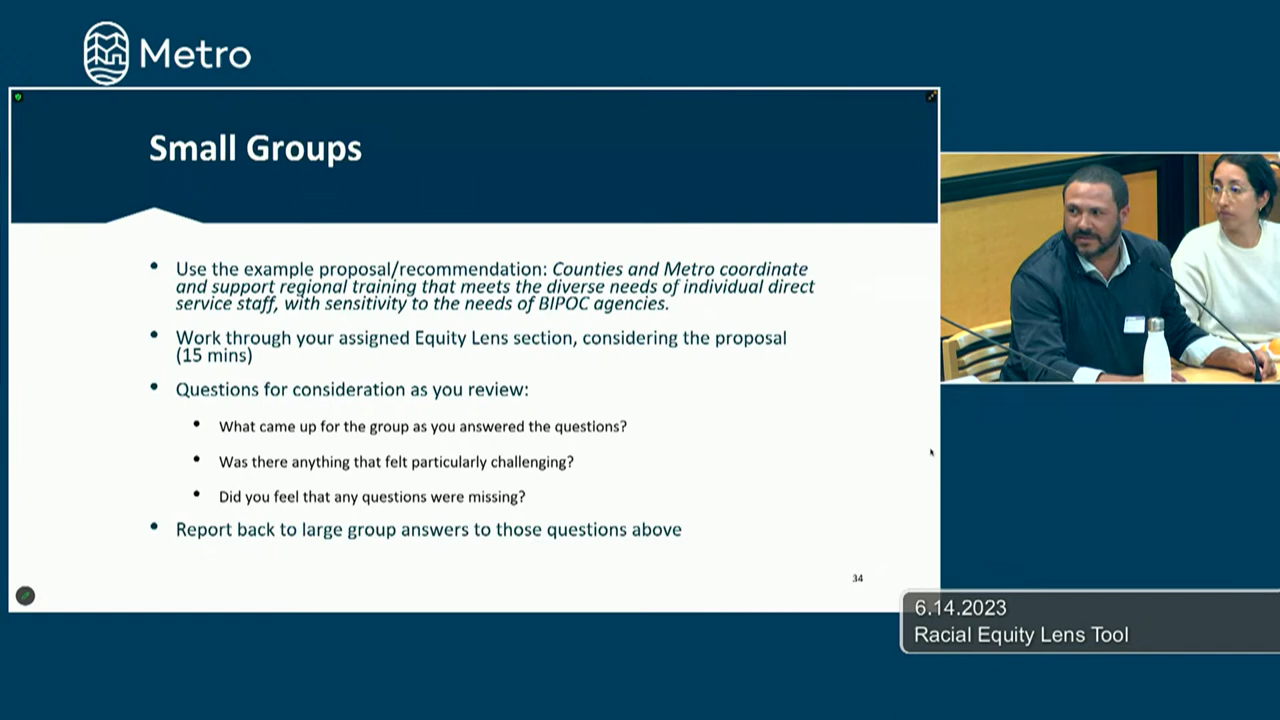 Metro
Small Groups
• Use the example proposal/recommendation: Counties and Metro coordinate
and support regional training that meets the diverse needs of individual direct
service staff, with sensitivity to the needs of BIPOC agencies.
• Work through your assigned Equity Lens section, considering the proposal
(15 mins)
• Questions for consideration as you review:
• What came up for the group as you answered the questions?
• Was there anything that felt particularly challenging?
• Did you feel that any questions were missing?
• Report back to large group answers to those questions above
34
6.14.2023
Racial Equity Lens Tool